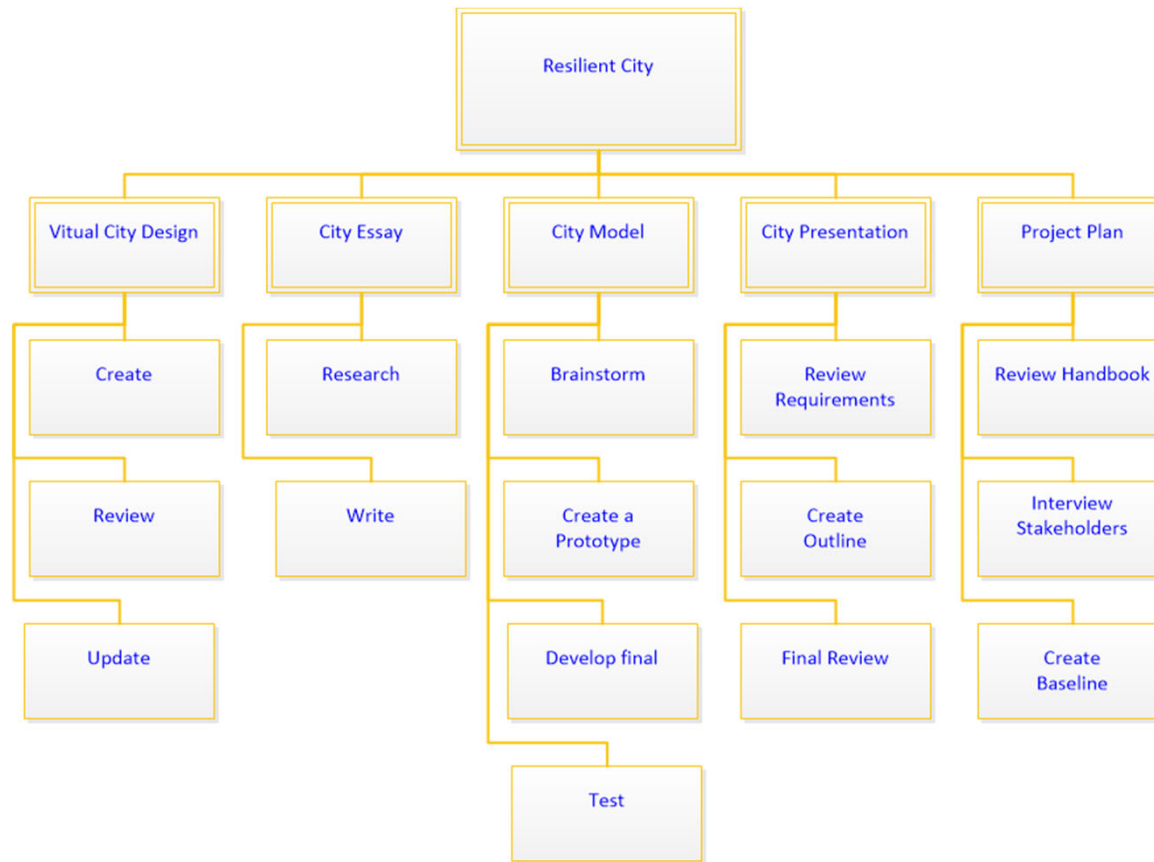 Resilient City
Vitual City Design
City Essay
City Model
City Presentation
Project Plan
Create
Research
Brainstorm
Review
Requirements
Review Handbook
Review
Write
Create a
Prototype
Create
Outline
Interview
Stakeholders
Update
Develop final
Final Review
Create
Baseline
Test